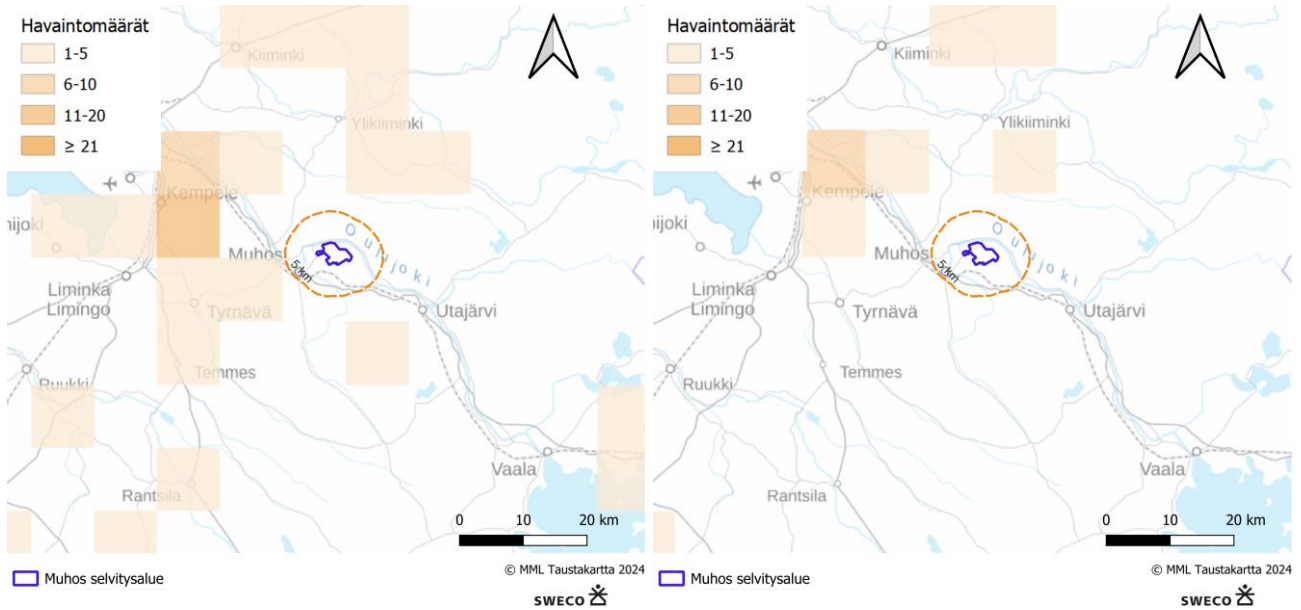 Havaintomäärät
1-5
6-10
11-20
≥ 21
Kiiminki
Ylikiiminki
Kempele
Muhos
Oulujoki
5 km
Liminka
Limingo
Tyrnävä
Utajärvi
Temmes
Ruukki
Vaala
Rantsila
0 10 20 km
Muhos selvitysalue
© MML Taustakartta 2024
SWECO
Havaintomäärät
1-5
6-10
11-20
≥ 21
Kiiminki
Ylikiiminki
Kempele
Muhos
Oulujoki
5 km
Liminka
Limingo
Tyrnävä
Utajärvi
Temmes
Ruukki
Vaala
Rantsila
0 10 20 km
Muhos selvitysalue
© MML Taustakartta 2024
SWECO